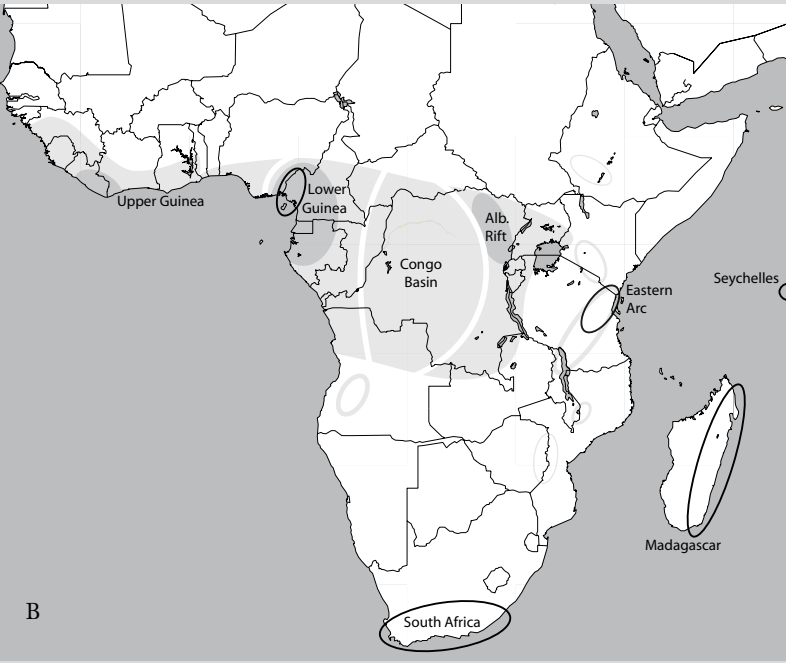 Upper Guinea
Lower
Guinea
Alb.
Rift
Congo
Basin
Seychelles
Eastern
Arc
Madagascar
South Africa
B